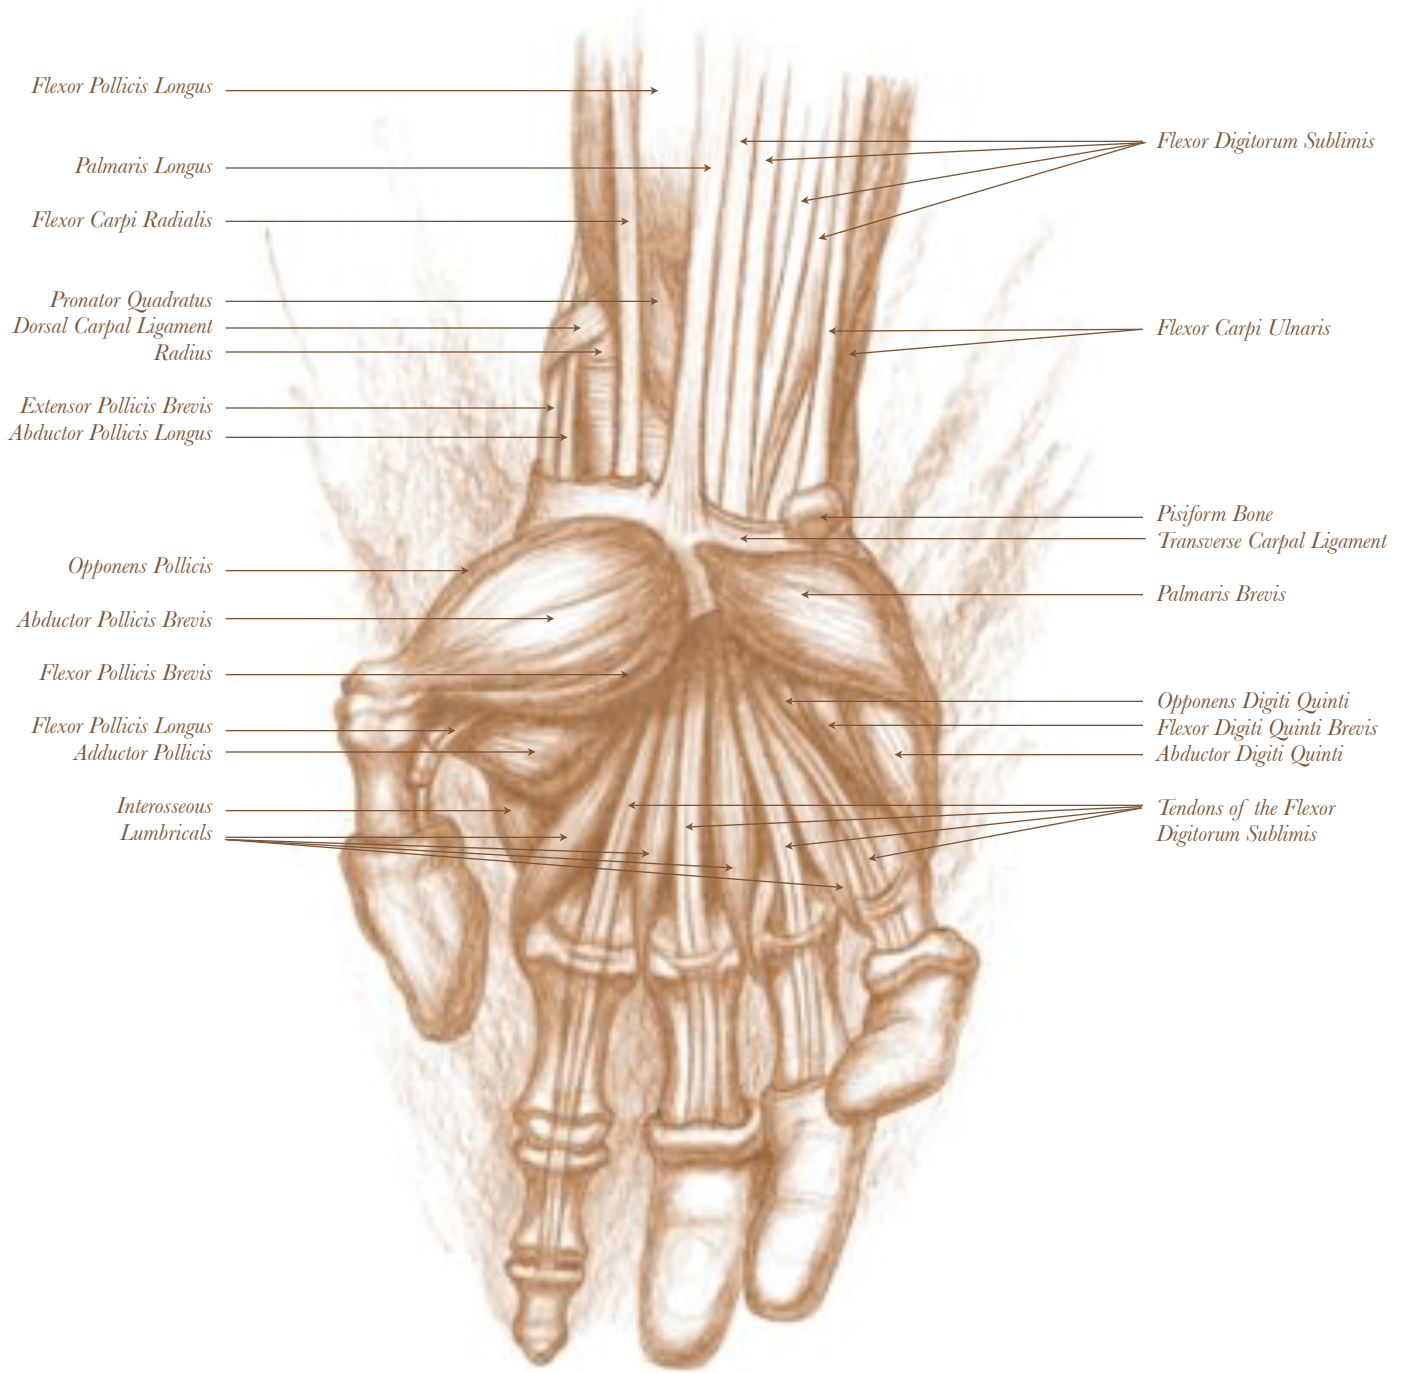 Flexor Pollicis Longus
Palmaris Longus
Flexor Carpi Radialis
Pronator Quadratus
Dorsal Carpal Ligament
Radius
Extensor Pollicis Brevis
Abductor Pollicis Longus
Opponens Pollicis
Abductor Pollicis Brevis
Flexor Pollicis Brevis
Flexor Pollicis Longus
Adductor Pollicis
Interosseous
Lumbricals
Flexor Digitorum Sublimis
Flexor Carpi Ulnaris
Pisiform Bone
Transverse Carpal Ligament
Palmaris Brevis
Opponens Digiti Quinti
Flexor Digiti Quinti Brevis
Abductor Digiti Quinti
Tendons of the Flexor
Digitorum Sublimis